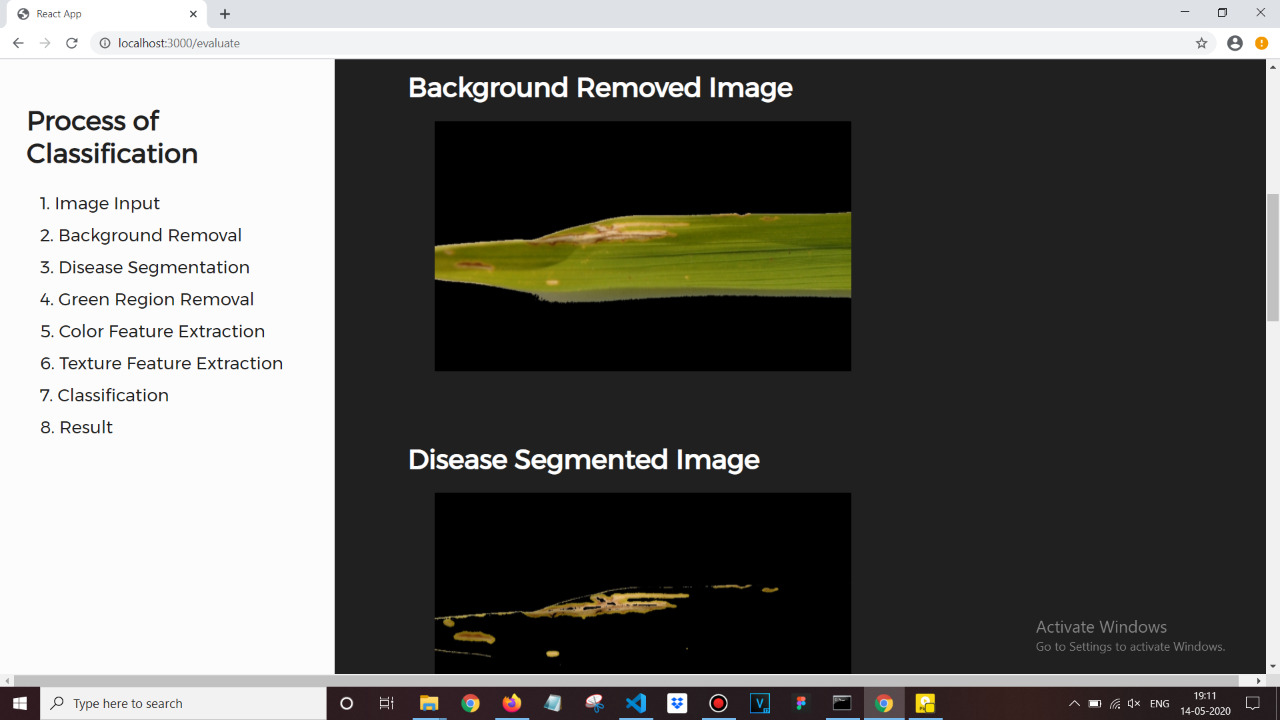 React App
localhost:3000/evaluate
Process of
Classification
1. Image Input
2. Background Removal
3. Disease Segmentation
4. Green Region Removal
5. Color Feature Extraction
6. Texture Feature Extraction
7. Classification
8. Result
Background Removed Image
Disease Segmented Image
Activate Windows
Go to Settings to activate Windows.
Type here to search
ENG
19:11
14-05-2020